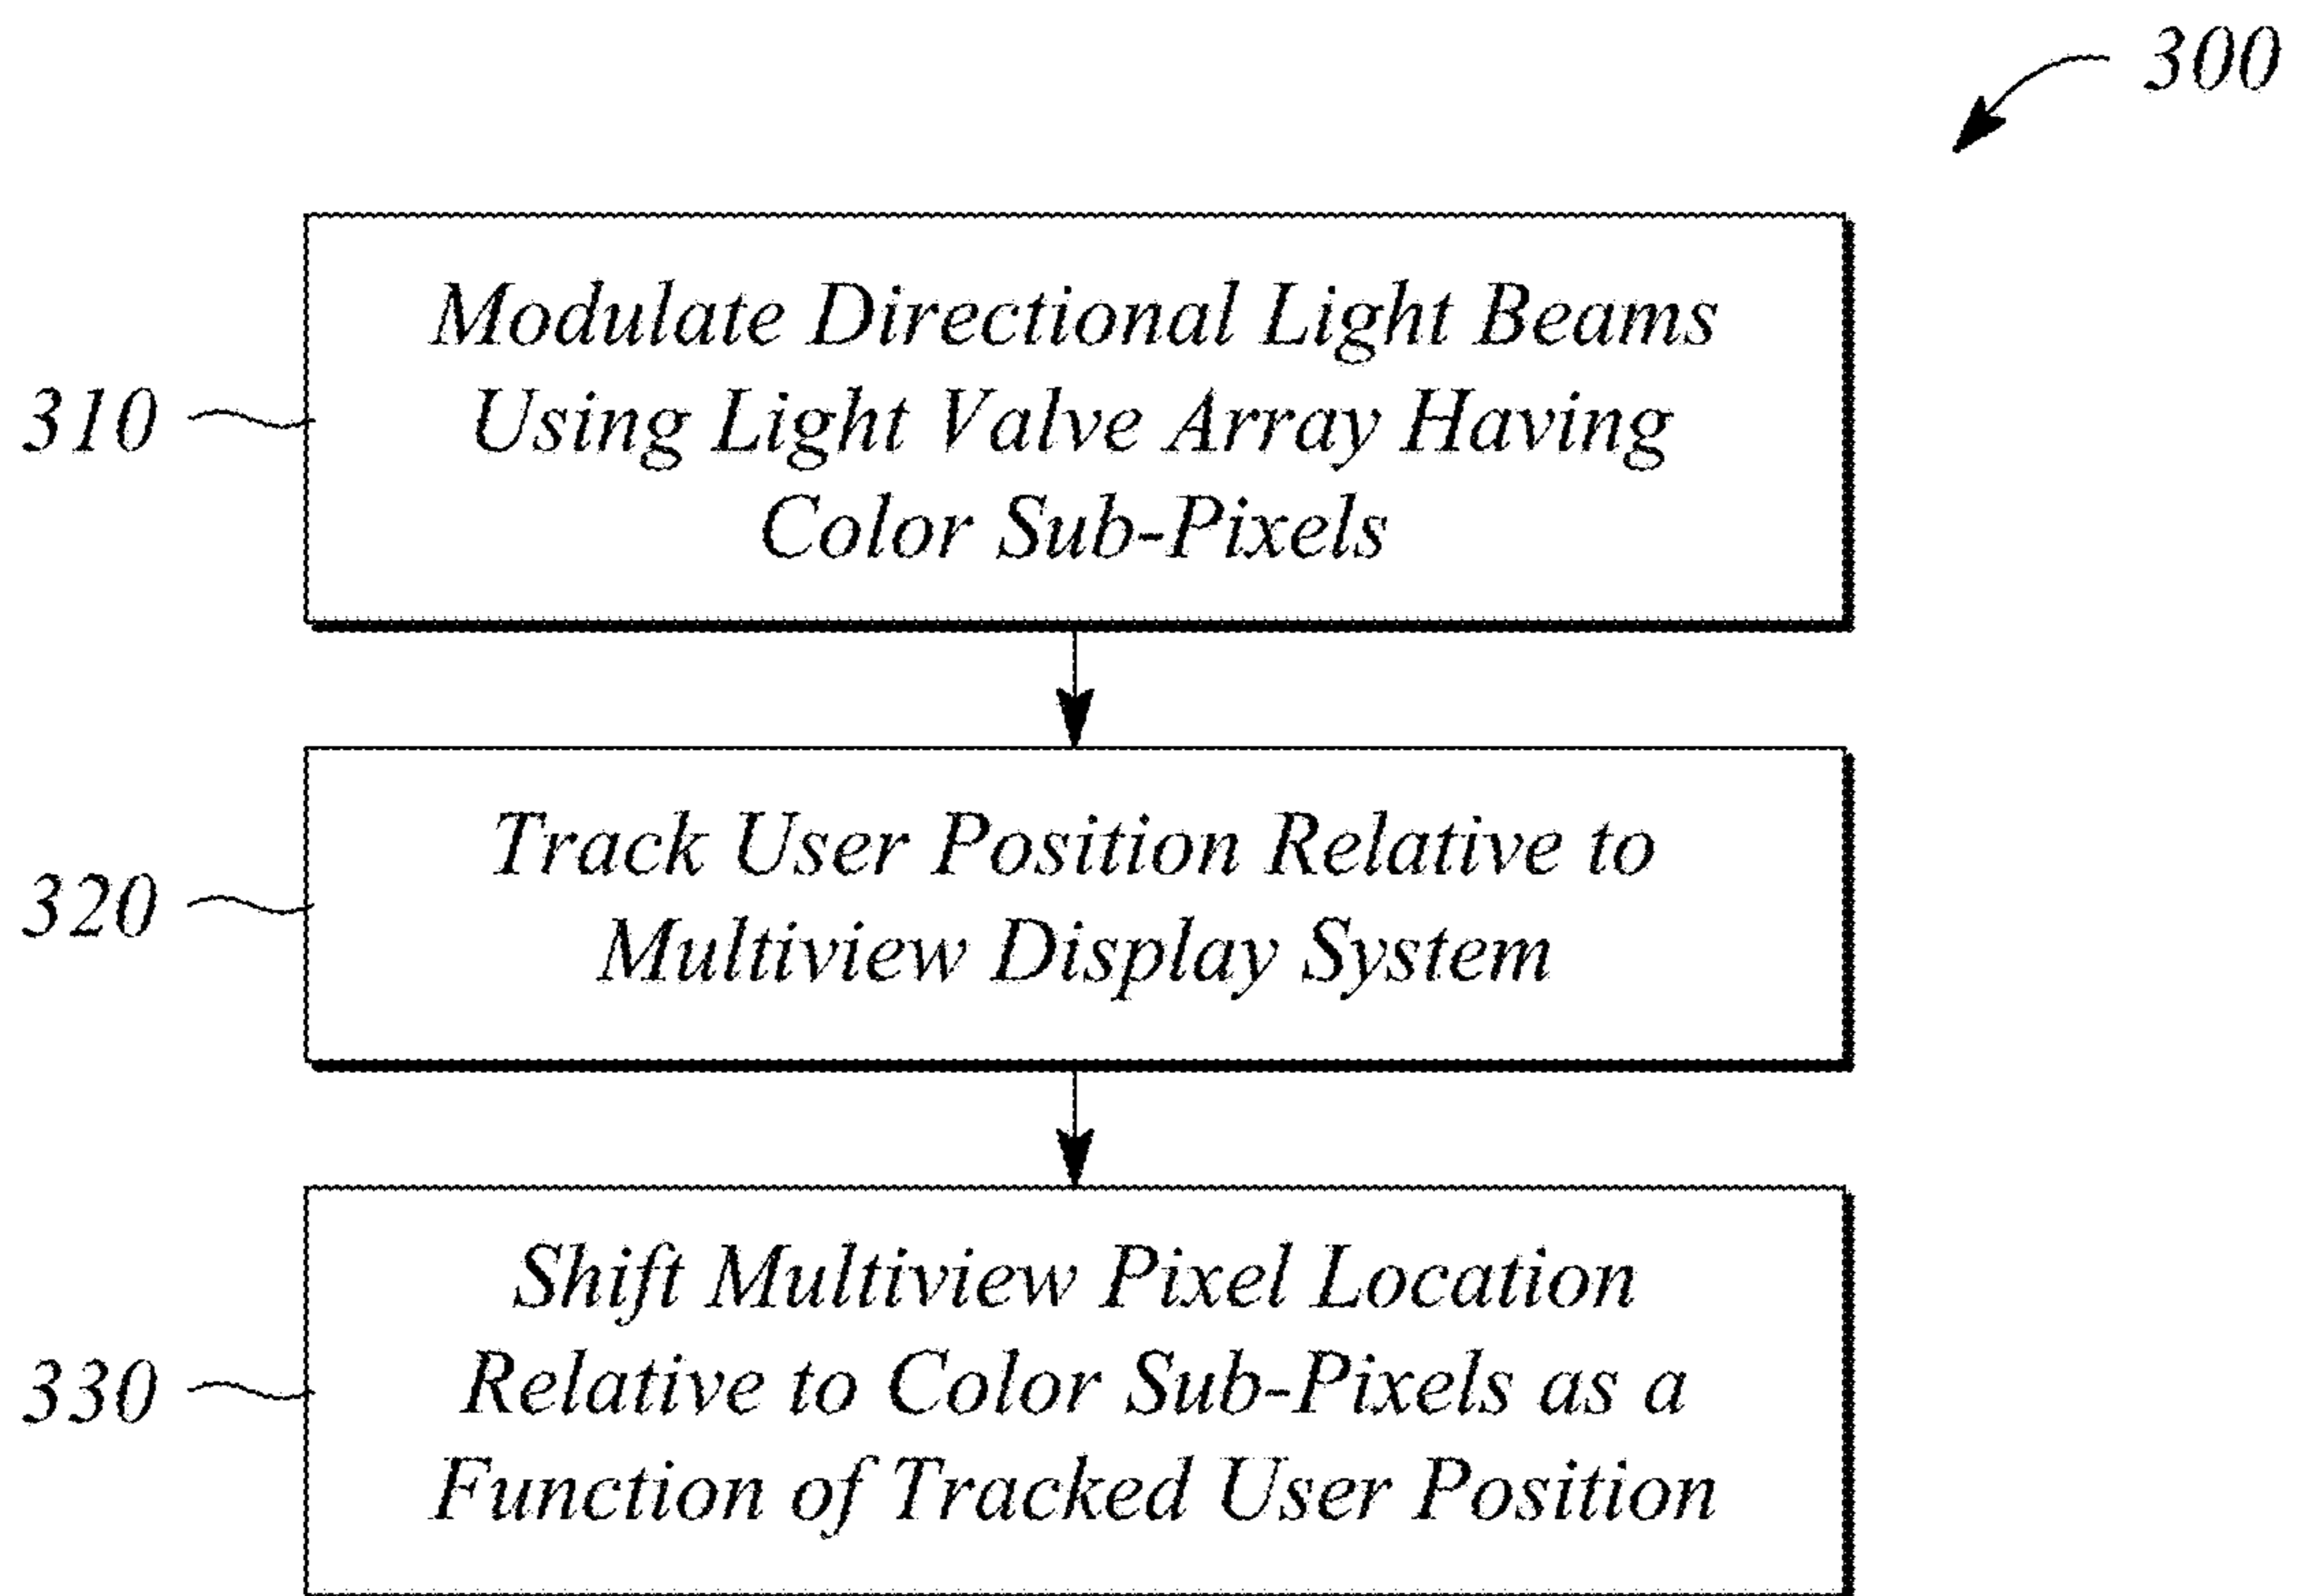 300
310
Modulate Directional Light Beams
Using Light Valve Array Having
Color Sub-Pixels
320
Track User Position Relative to
Multiview Display System
330
Shift Multiview Pixel Location
Relative to Color Sub-Pixels as a
Function of Tracked User Position